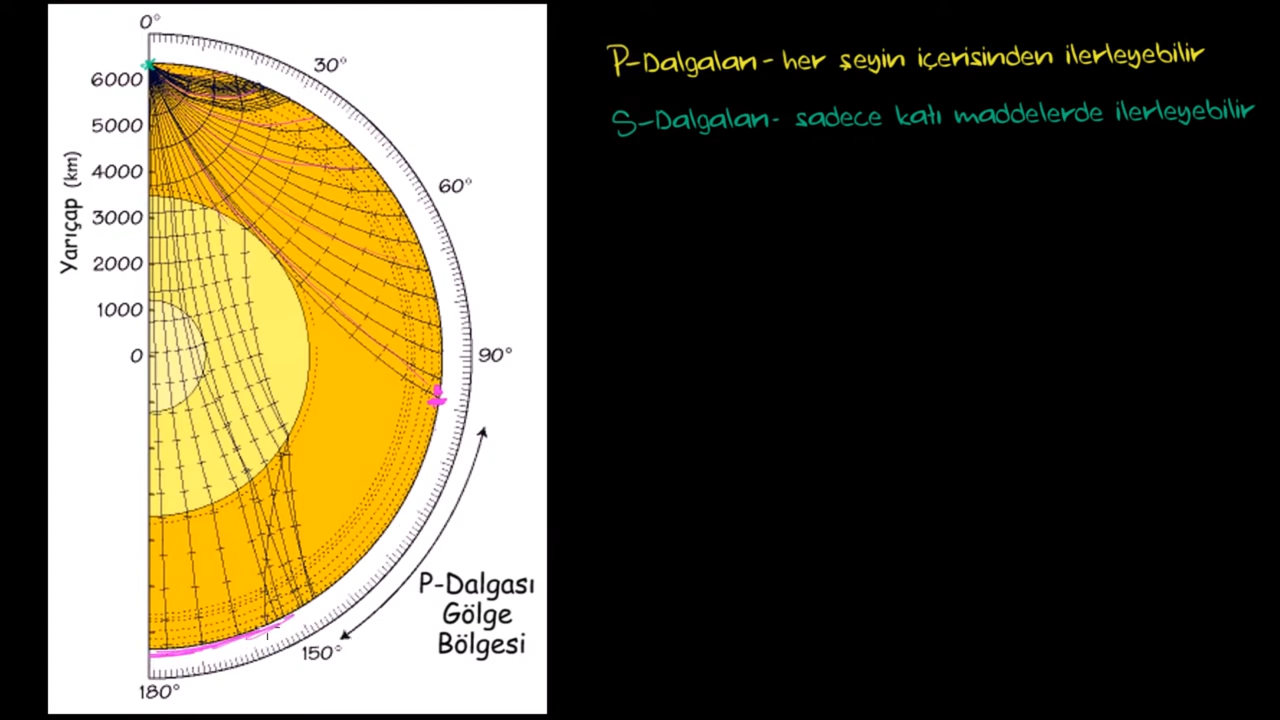 0°
30°
60°
90°
150°
180°
6000
5000
4000
3000
2000
1000
0
Yarıçap (km)
P-Dalgası
Gölge
Bölgesi
P-Dalgaları - her şeyin içerisinden ilerleyebilir
S-Dalgaları - sadece katı maddelerde ilerleyebilir